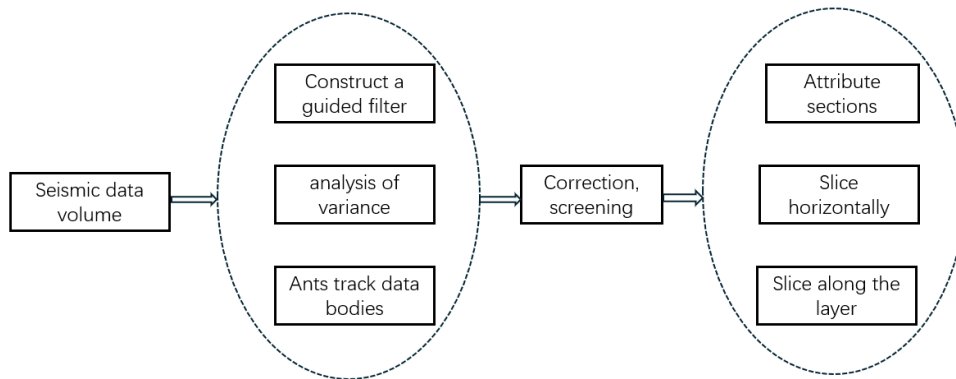 Seismic data
volume
Construct a
guided filter
analysis of
variance
Ants track data
bodies
Correction,
screening
Attribute
sections
Slice
horizontally
Slice along the
layer